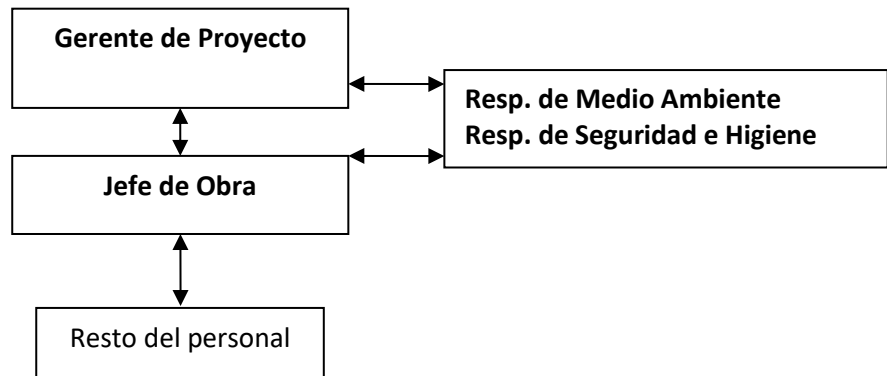 Gerente de Proyecto
Resp. de Medio Ambiente
Resp. de Seguridad e Higiene
Jefe de Obra
Resto del personal